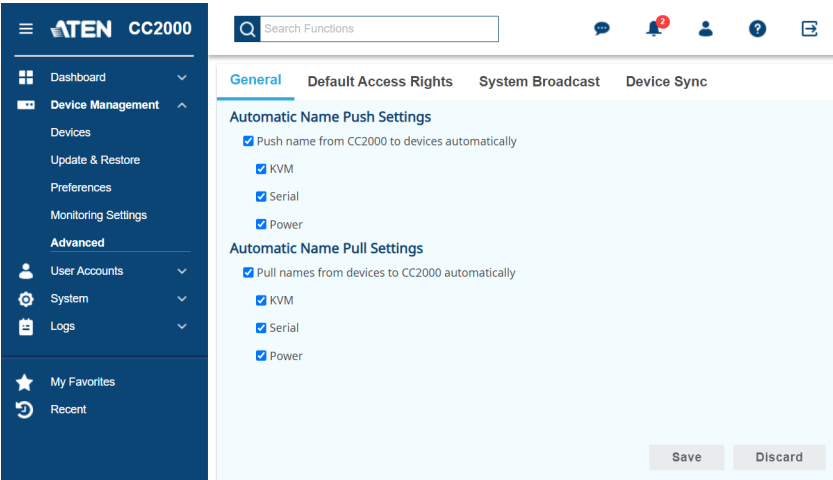 ATEN CC2000
Search Functions
2
?
Dashboard
Device Management
Devices
Update & Restore
Preferences
Monitoring Settings
Advanced
User Accounts
System
Logs
My Favorites
Recent
General Default Access Rights System Broadcast Device Sync
Automatic Name Push Settings
Push name from CC2000 to devices automatically
KVM
Serial
Power
Automatic Name Pull Settings
Pull names from devices to CC2000 automatically
KVM
Serial
Power
Save Discard